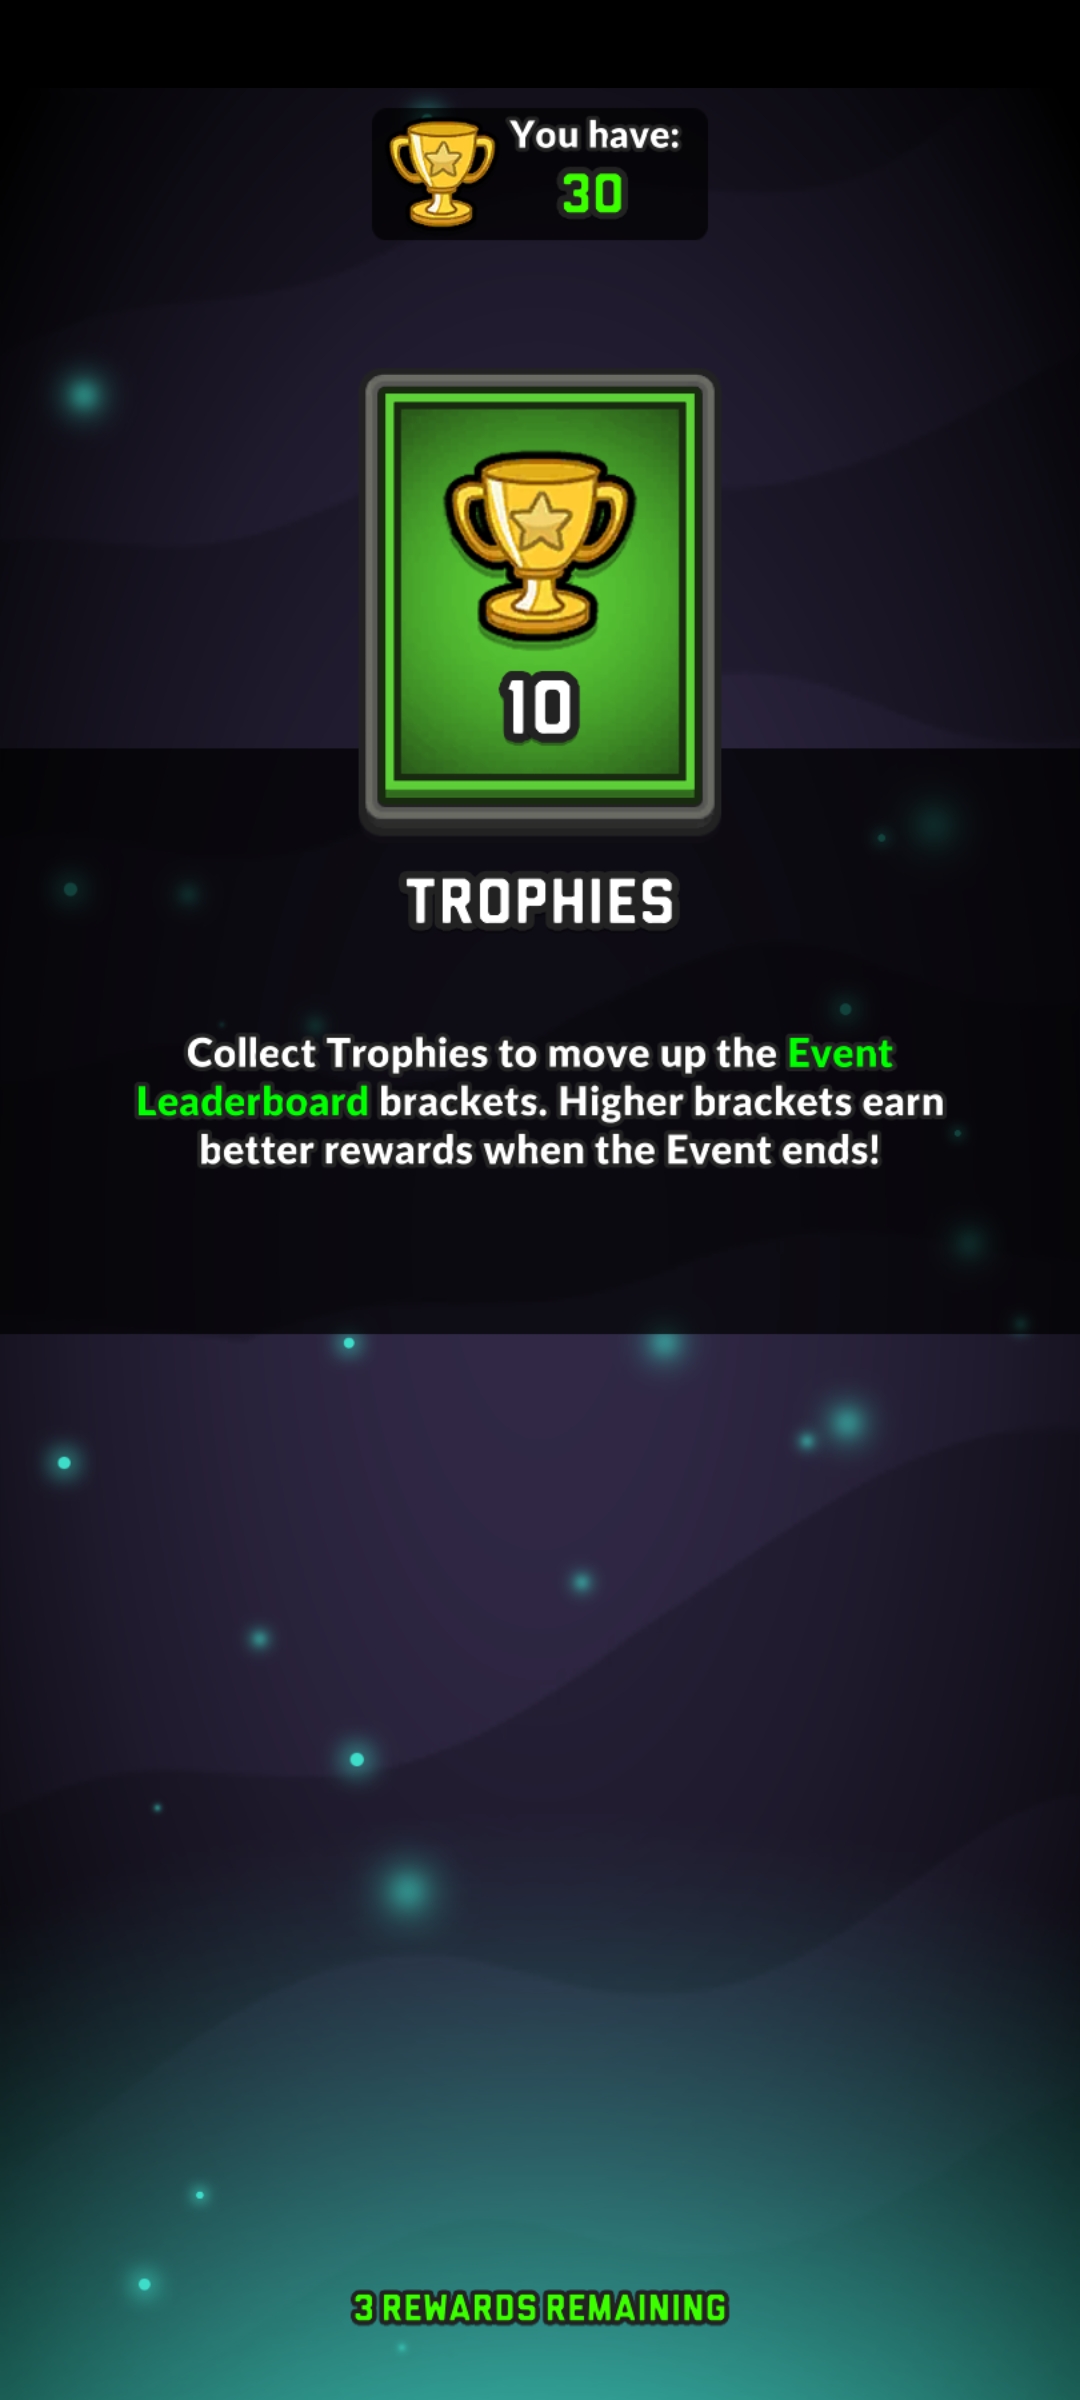 You have:
30
10
TROPHIES
Collect Trophies to move up the Event
Leaderboard brackets. Higher brackets earn
better rewards when the Event ends!
3 REWARDS REMAINING